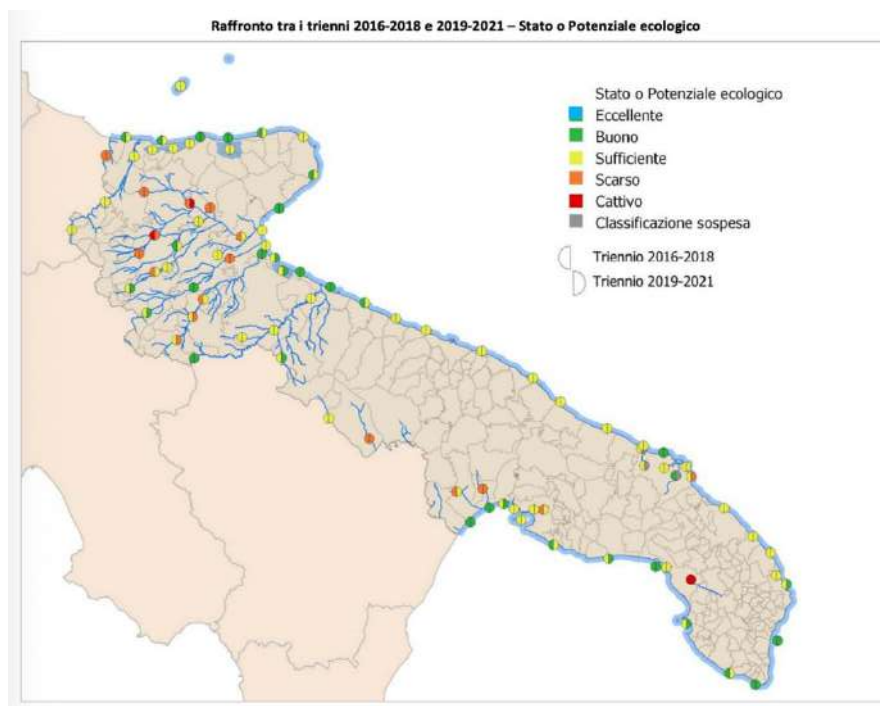 Raffronto tra i trienni 2016-2018 e 2019-2021 – Stato o Potenziale ecologico
Stato o Potenziale ecologico
Eccellente
Buono
Sufficiente
Scarso
Cattivo
Classificazione sospesa
Triennio 2016-2018
Triennio 2019-2021